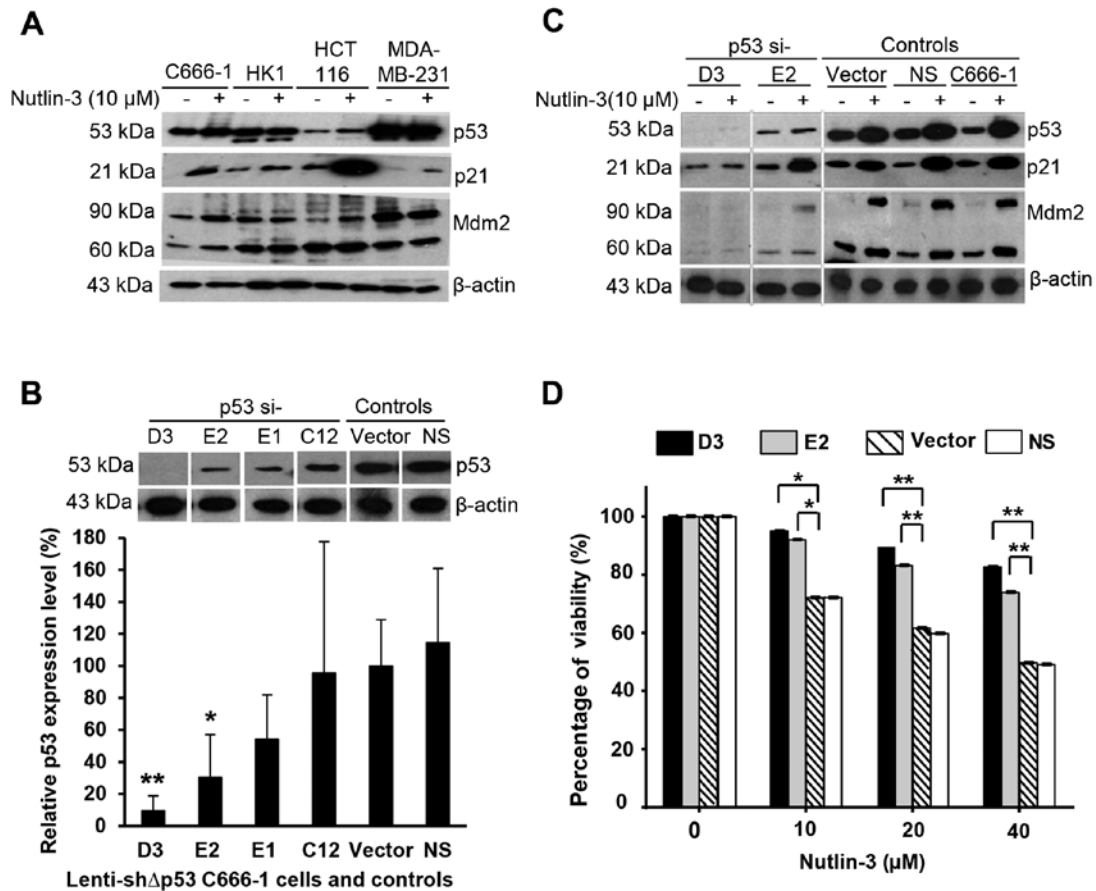 A
C666-1 HK1 HCT 116 MDA-MB-231
Nutlin-3 (10 µM) - + - + - + - +
53 kDa p53
21 kDa p21
90 kDa
Mdm2
60 kDa
43 kDa β-actin
B
p53 si- Controls
D3 E2 E1 C12 Vector NS
53 kDa p53
43 kDa β-actin
Relative p53 expression level (%)
180
160
140
120
100
80
60
40
20
0
** *
D3 E2 E1 C12 Vector NS
Lenti-shΔp53 C666-1 cells and controls
C
p53 si- Controls
D3 E2 Vector NS C666-1
Nutlin-3(10 µM) - + - + - + - + - +
53 kDa p53
21 kDa p21
90 kDa
Mdm2
60 kDa
43 kDa β-actin
D
D3 E2 Vector NS
Percentage of viability (%)
100
80
60
40
20
0
* ** **
* ** **
0 10 20 40
Nutlin-3 (µM)